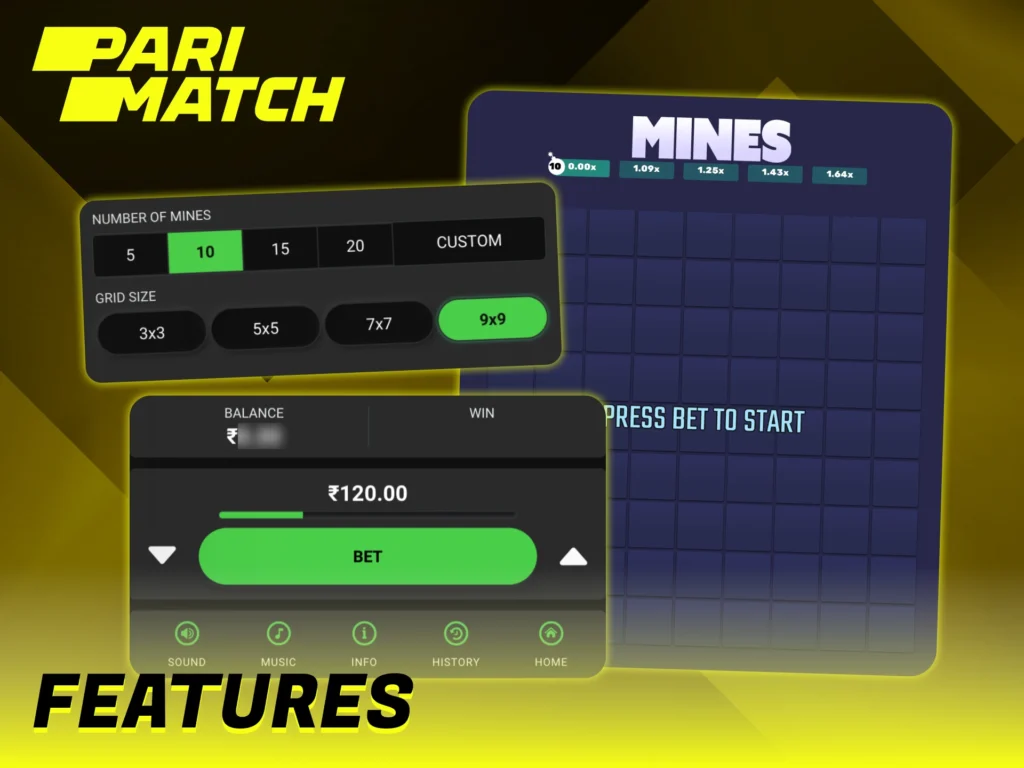 PARI
MATCH
MINES
10 0.00x 1.09x 1.25x 1.43x 1.64x
NUMBER OF MINES
5 10 15 20 CUSTOM
GRID SIZE
3x3 5x5 7x7 9x9
PRESS BET TO START
BALANCE WIN
₹
₹120.00
BET
SOUND MUSIC INFO HISTORY HOME
FEATURES